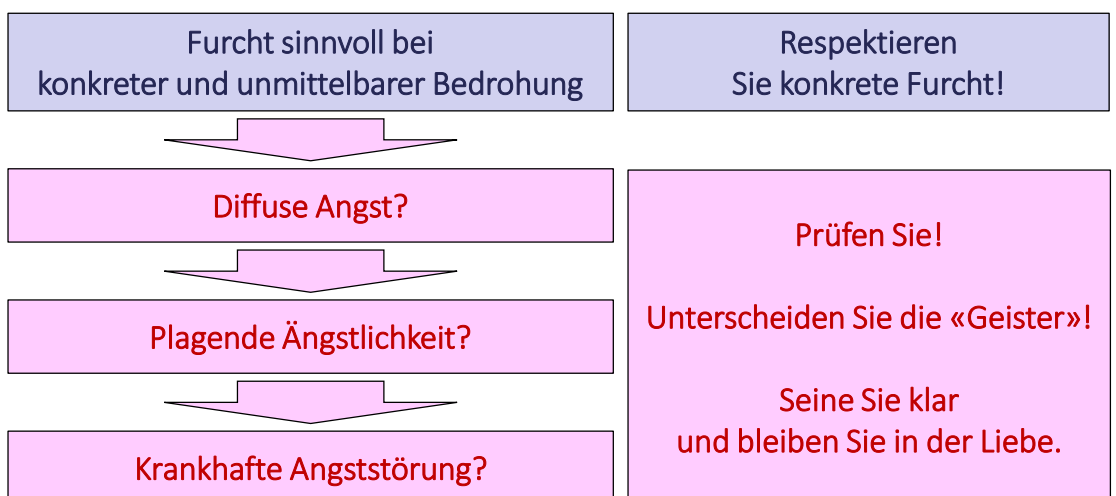 Furcht sinnvoll bei
konkreter und unmittelbarer Bedrohung
Respektieren
Sie konkrete Furcht!
Diffuse Angst?
Plagende Ängstlichkeit?
Krankhafte Angststörung?
Prüfen Sie!
Unterscheiden Sie die «Geister»!
Seine Sie klar
und bleiben Sie in der Liebe.